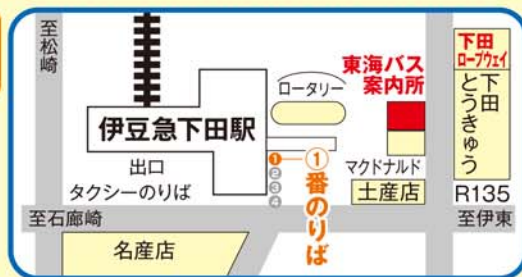 至松崎
伊豆急下田駅
出口
タクシーのりば
ロータリー
東海バス
案内所
①番のりば
1
2
3
4
マクドナルド
土産店
下田
ロープウェイ
下田とうきゅう
R135
至石廊崎
至伊東
名産店